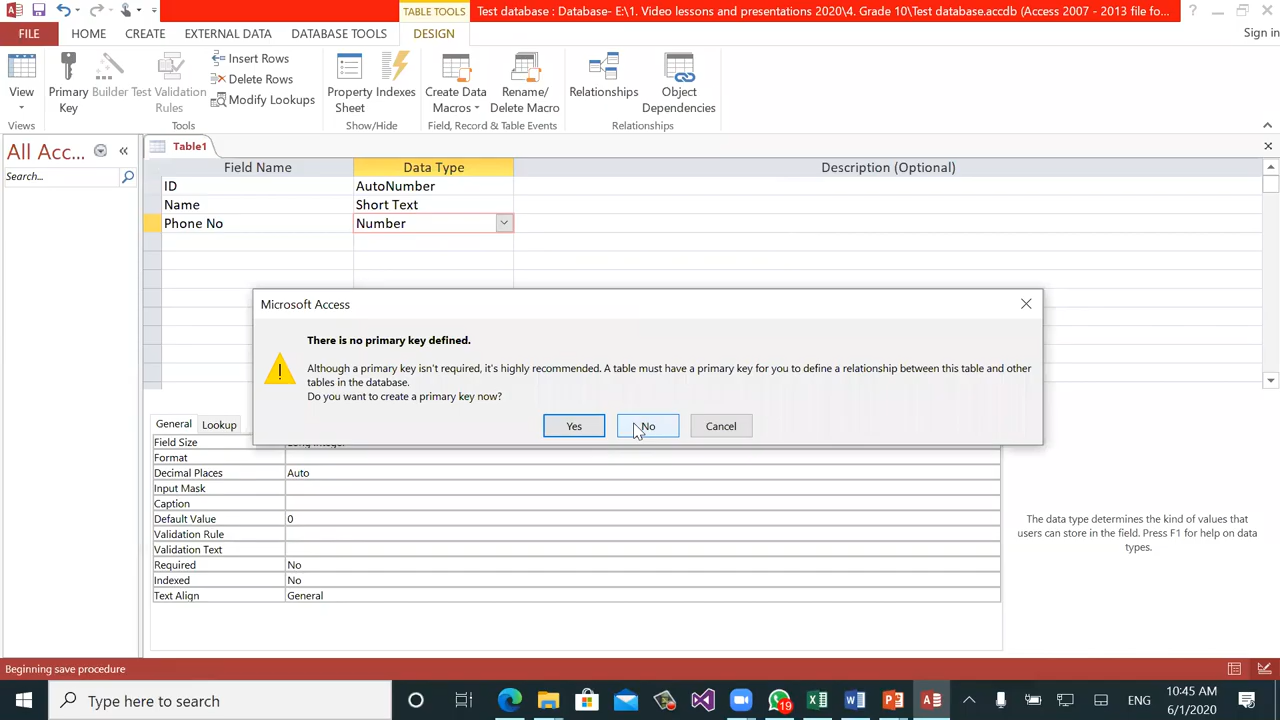 TABLE TOOLS
Test database : Database- E:\1. Video lessons and presentations 2020\4. Grade 10\Test database.accdb (Access 2007 - 2013 file fo...
?
FILE HOME CREATE EXTERNAL DATA DATABASE TOOLS DESIGN Sign in
View
Primary Key
Builder
Test Validation Rules
Insert Rows
Delete Rows
Modify Lookups
Property Sheet
Indexes
Create Data Macros
Rename/ Delete Macro
Relationships
Object Dependencies
Views Tools Show/Hide Field, Record & Table Events Relationships
All Acc...
Search...
Table1
Field Name Data Type Description (Optional)
ID AutoNumber
Name Short Text
Phone No Number
Microsoft Access
There is no primary key defined.
Although a primary key isn't required, it's highly recommended. A table must have a primary key for you to define a relationship between this table and other
tables in the database.
Do you want to create a primary key now?
Yes No Cancel
General Lookup
Field Size Long Integer
Format
Decimal Places Auto
Input Mask
Caption
Default Value 0
Validation Rule
Validation Text
Required No
Indexed No
Text Align General
The data type determines the kind of values that
users can store in the field. Press F1 for help on data
types.
Beginning save procedure
Type here to search
19
ENG
10:45 AM
6/1/2020